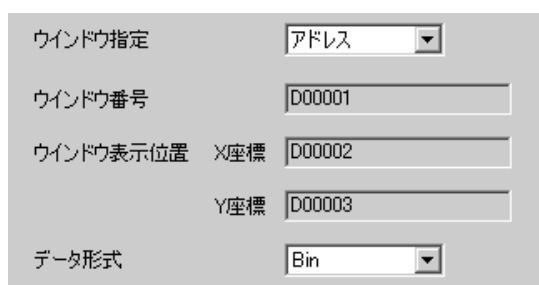 ウインドウ指定 アドレス
ウインドウ番号 D00001
ウインドウ表示位置 X座標 D00002
Y座標 D00003
データ形式 Bin